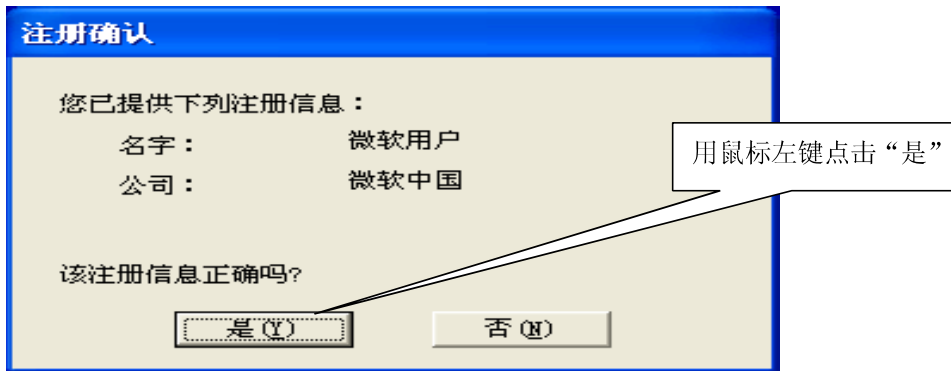 注册确认
您已提供下列注册信息：
名字： 微软用户
公司： 微软中国
用鼠标左键点击“是”
该注册信息正确吗?
是(Y) 否(N)